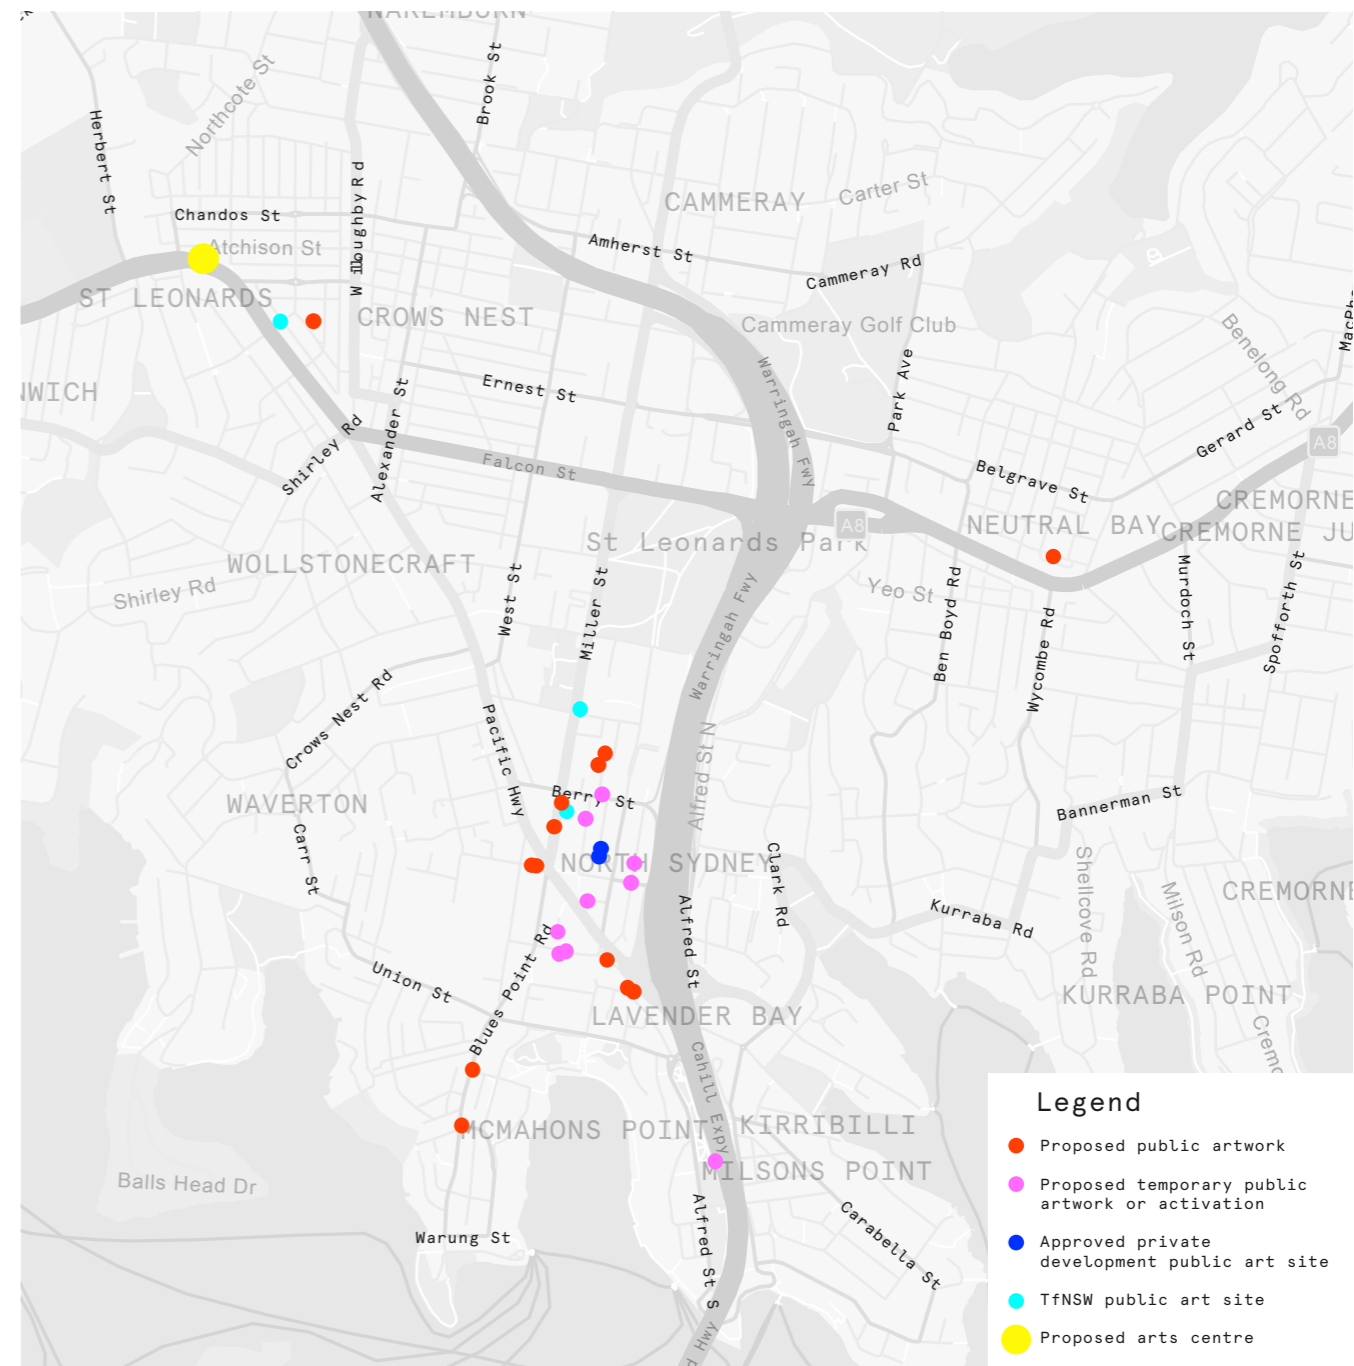 NAREMBURN
Northcote St
Brook St
Herbert St
Willoughby Rd
CAMMERAY
Carter St
Chandos St
Atchison St
Amherst St
Cammeray Rd
ST LEONARDS
CROWS NEST
Cammeray Golf Club
Benelong Rd
Warringah Fwy
Park Ave
Ernest St
Alexander St
NWICH
Gerard St
A8
Shirley Rd
Falcon St
Belgrave St
CREMORNE
NEUTRAL BAY
CREMORNE JU
A8
St Leonards Park
WOLLSTONECRAFT
Shirley Rd
West St
Miller St
Warringah Fwy
Yeo St
Ben Boyd Rd
Wycombe Rd
Murdoch St
Spofforth St
Crows Nest Rd
Pacific Hwy
Alfred St N
Berry St
Bannerman St
WAVERTON
Carr St
NORTH SYDNEY
Clark Rd
Shellcove Rd
Milson Rd
CREMORNE
Kurraba Rd
Alfred St
Blues Point Rd
Union St
KURRABA POINT
LAVENDER BAY
Cremo
Cahill Expy
MCMAHONS POINT
KIRRIBILLI
MILSONS POINT
Balls Head Dr
Warung St
Alfred St S
Carabella St
d Hwy
Legend
Proposed public artwork
Proposed temporary public
artwork or activation
Approved private
development public art site
TfNSW public art site
Proposed arts centre